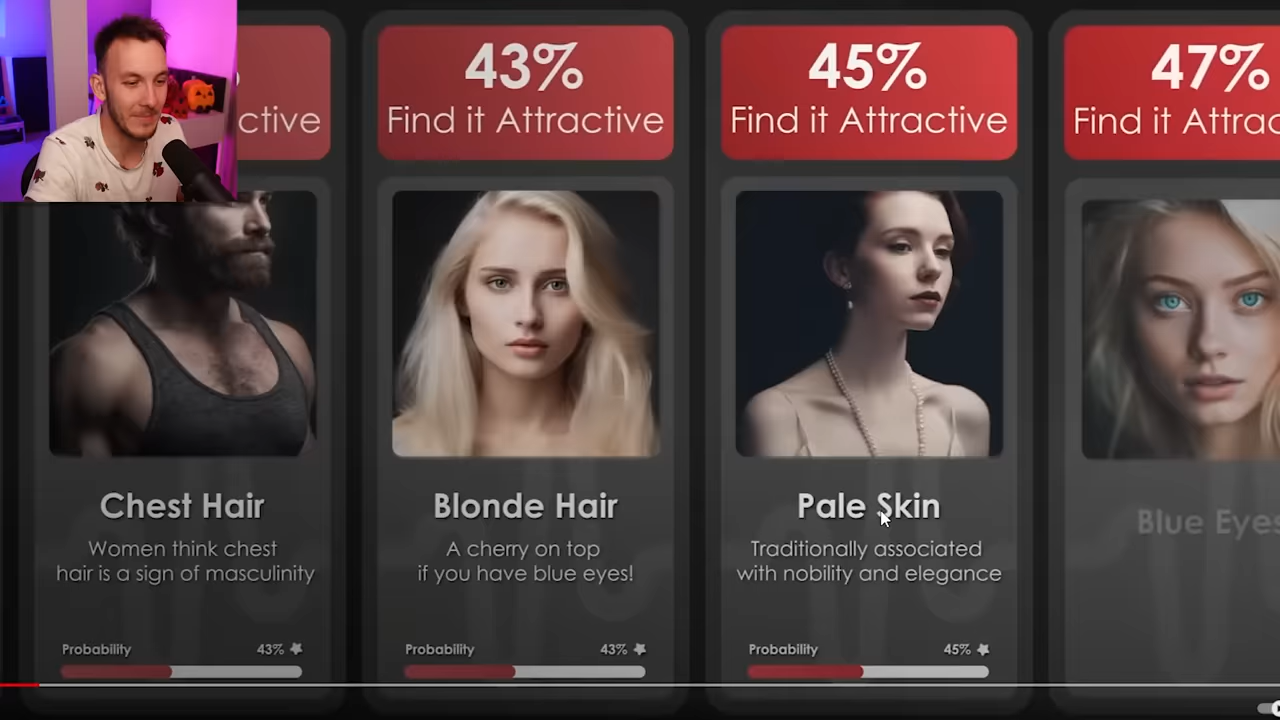 ctive
43%
Find it Attractive
45%
Find it Attractive
47%
Find it Attrac
Chest Hair
Women think chest
hair is a sign of masculinity
Probability 43%
Blonde Hair
A cherry on top
if you have blue eyes!
Probability 43%
Pale Skin
Traditionally associated
with nobility and elegance
Probability 45%
Blue Eyes